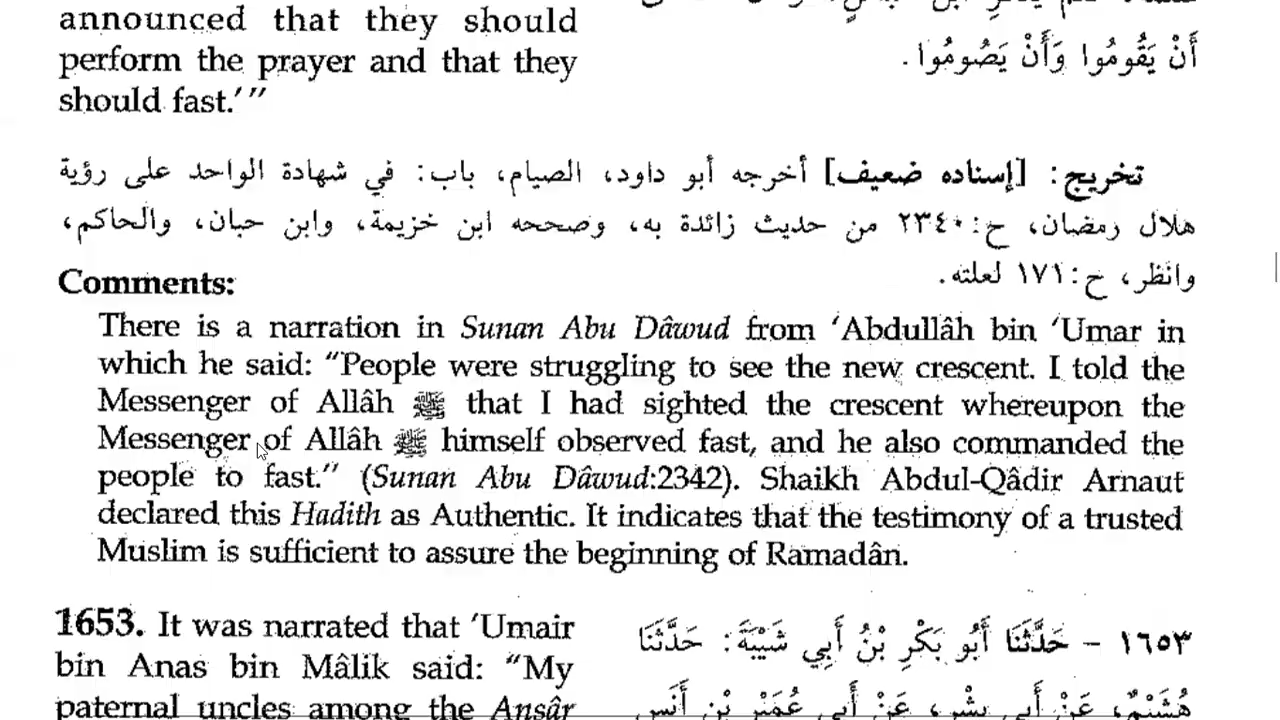 announced that they should
perform the prayer and that they
should fast.'"
أَنْ يَقُومُوا وَأَنْ يَصُومُوا .
تخريج: [إسناده ضعيف] أخرجه أبو داود، الصيام، باب: في شهادة الواحد على رؤية
هلال رمضان، ح: ٢٣٤٠ من حديث زائدة به، وصححه ابن خزيمة، وابن حبان، والحاكم،
وانظر، ح: ١٧١ لعلته.
Comments:
There is a narration in Sunan Abu Dâwud from 'Abdullâh bin 'Umar in
which he said: "People were struggling to see the new crescent. I told the
Messenger of Allâh ﷺ that I had sighted the crescent whereupon the
Messenger of Allâh ﷺ himself observed fast, and he also commanded the
people to fast." (Sunan Abu Dâwud:2342). Shaikh Abdul-Qâdir Arnaut
declared this Hadith as Authentic. It indicates that the testimony of a trusted
Muslim is sufficient to assure the beginning of Ramadân.
1653. It was narrated that 'Umair
bin Anas bin Mâlik said: "My
paternal uncles among the Ansâr
١٦٥٣ - حَدَّثَنَا أَبُو بَكْرِ بْنُ أَبِي شَيْبَةَ: حَدَّثَنَا
هُشَيْمٌ، عَنْ أَبِي بِشْرٍ، عَنْ أَبِي عُمَيْرِ بْنِ أَنَسِ